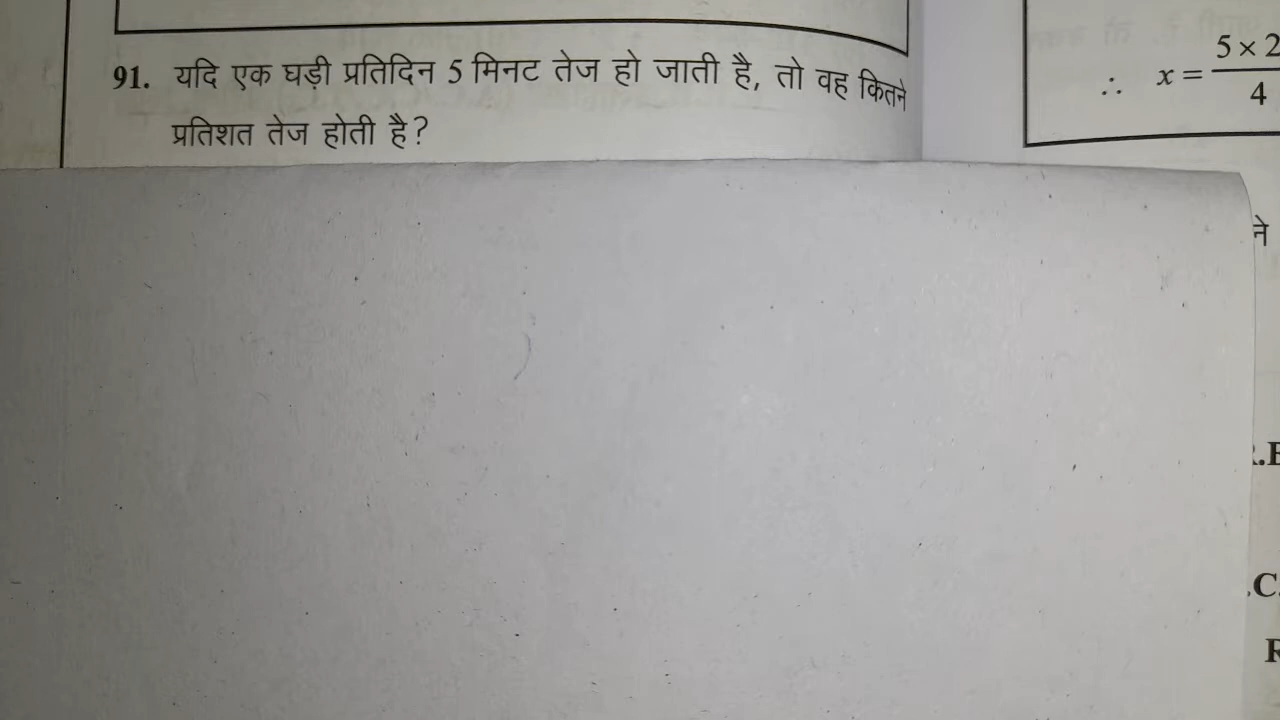 91. यदि एक घड़ी प्रतिदिन 5 मिनट तेज हो जाती है, तो वह कितने
प्रतिशत तेज होती है?
∴ x = 5 × 2
4
ने
.C.